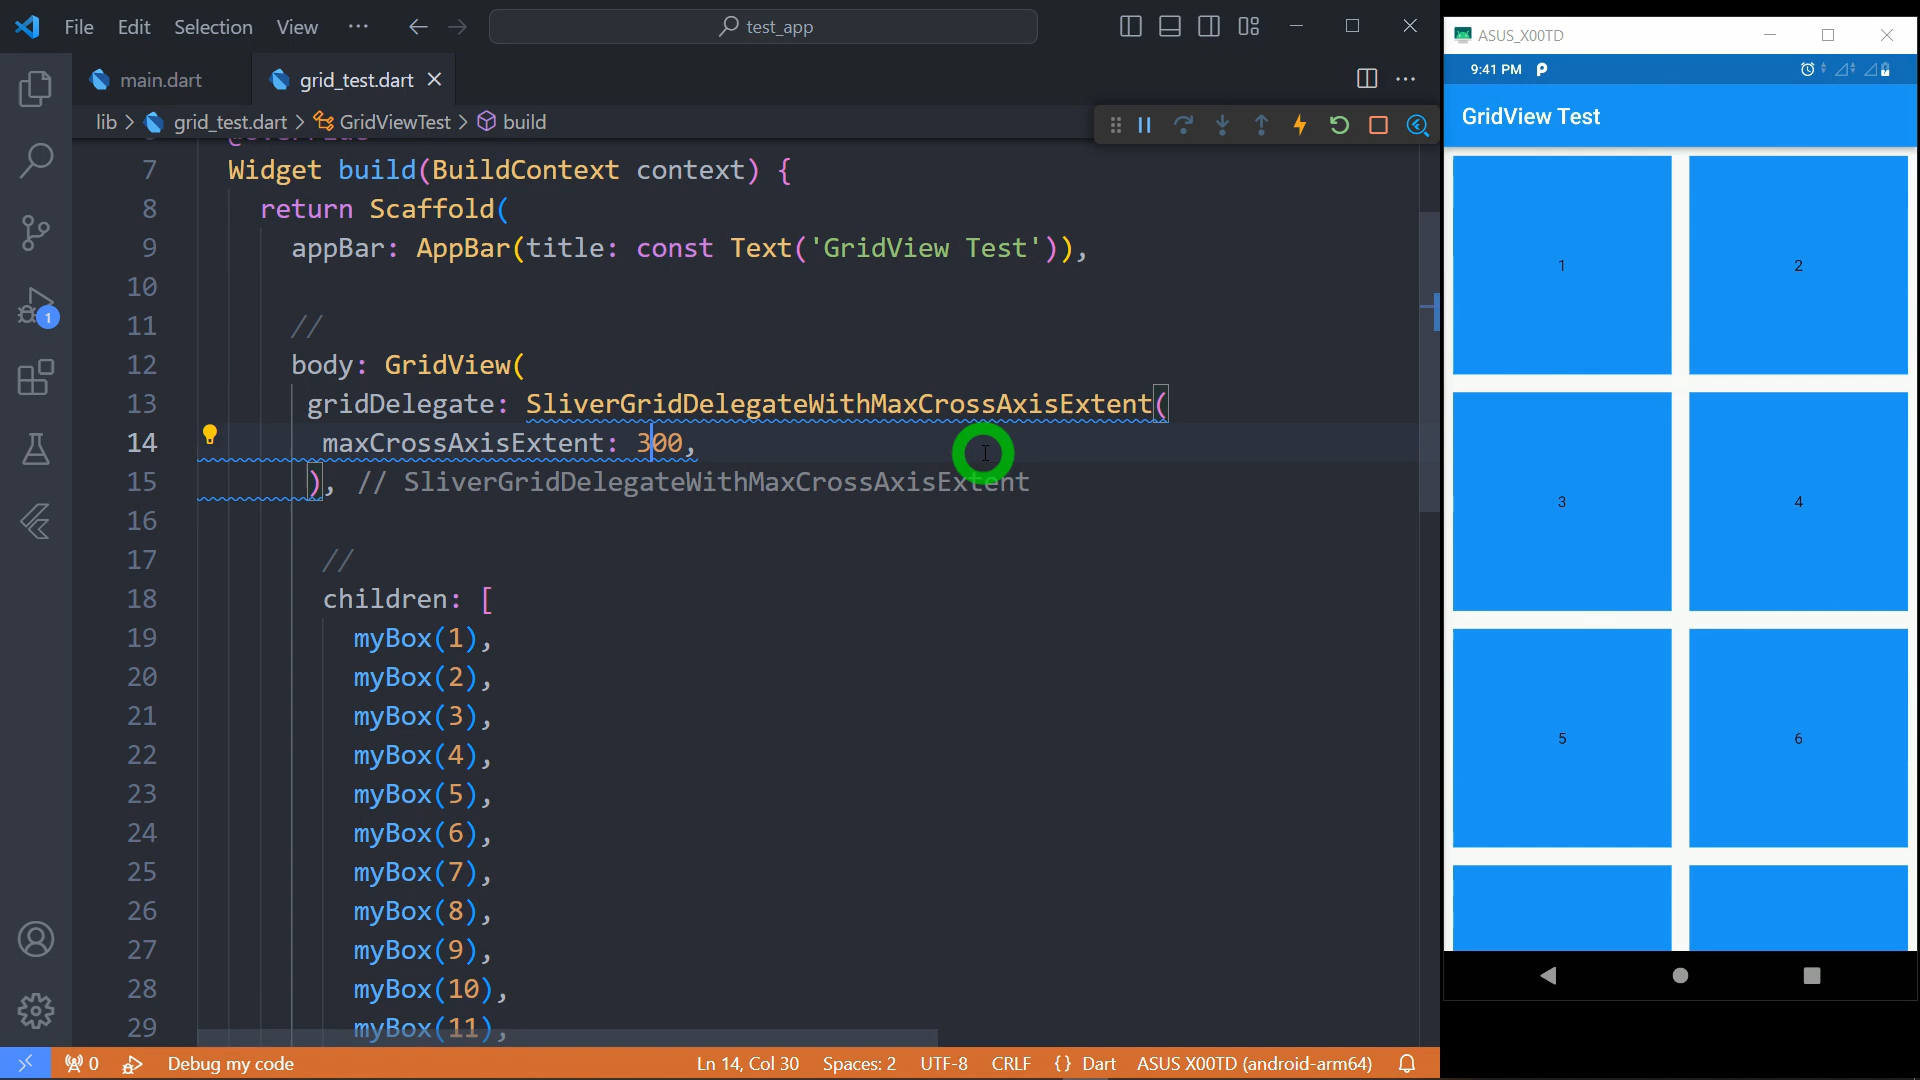 File Edit Selection View ··· test_app
main.dart grid_test.dart
lib > grid_test.dart > GridViewTest > build
7 Widget build(BuildContext context) {
8 return Scaffold(
9 appBar: AppBar(title: const Text('GridView Test')),
10
11 //
12 body: GridView(
13 gridDelegate: SliverGridDelegateWithMaxCrossAxisExtent(
14 maxCrossAxisExtent: 300,
15 ), // SliverGridDelegateWithMaxCrossAxisExtent
16
17 //
18 children: [
19 myBox(1),
20 myBox(2),
21 myBox(3),
22 myBox(4),
23 myBox(5),
24 myBox(6),
25 myBox(7),
26 myBox(8),
27 myBox(9),
28 myBox(10),
29 myBox(11),
1
0 Debug my code Ln 14, Col 30 Spaces: 2 UTF-8 CRLF {} Dart ASUS X00TD (android-arm64)
ASUS_X00TD
9:41 PM
GridView Test
1 2
3 4
5 6